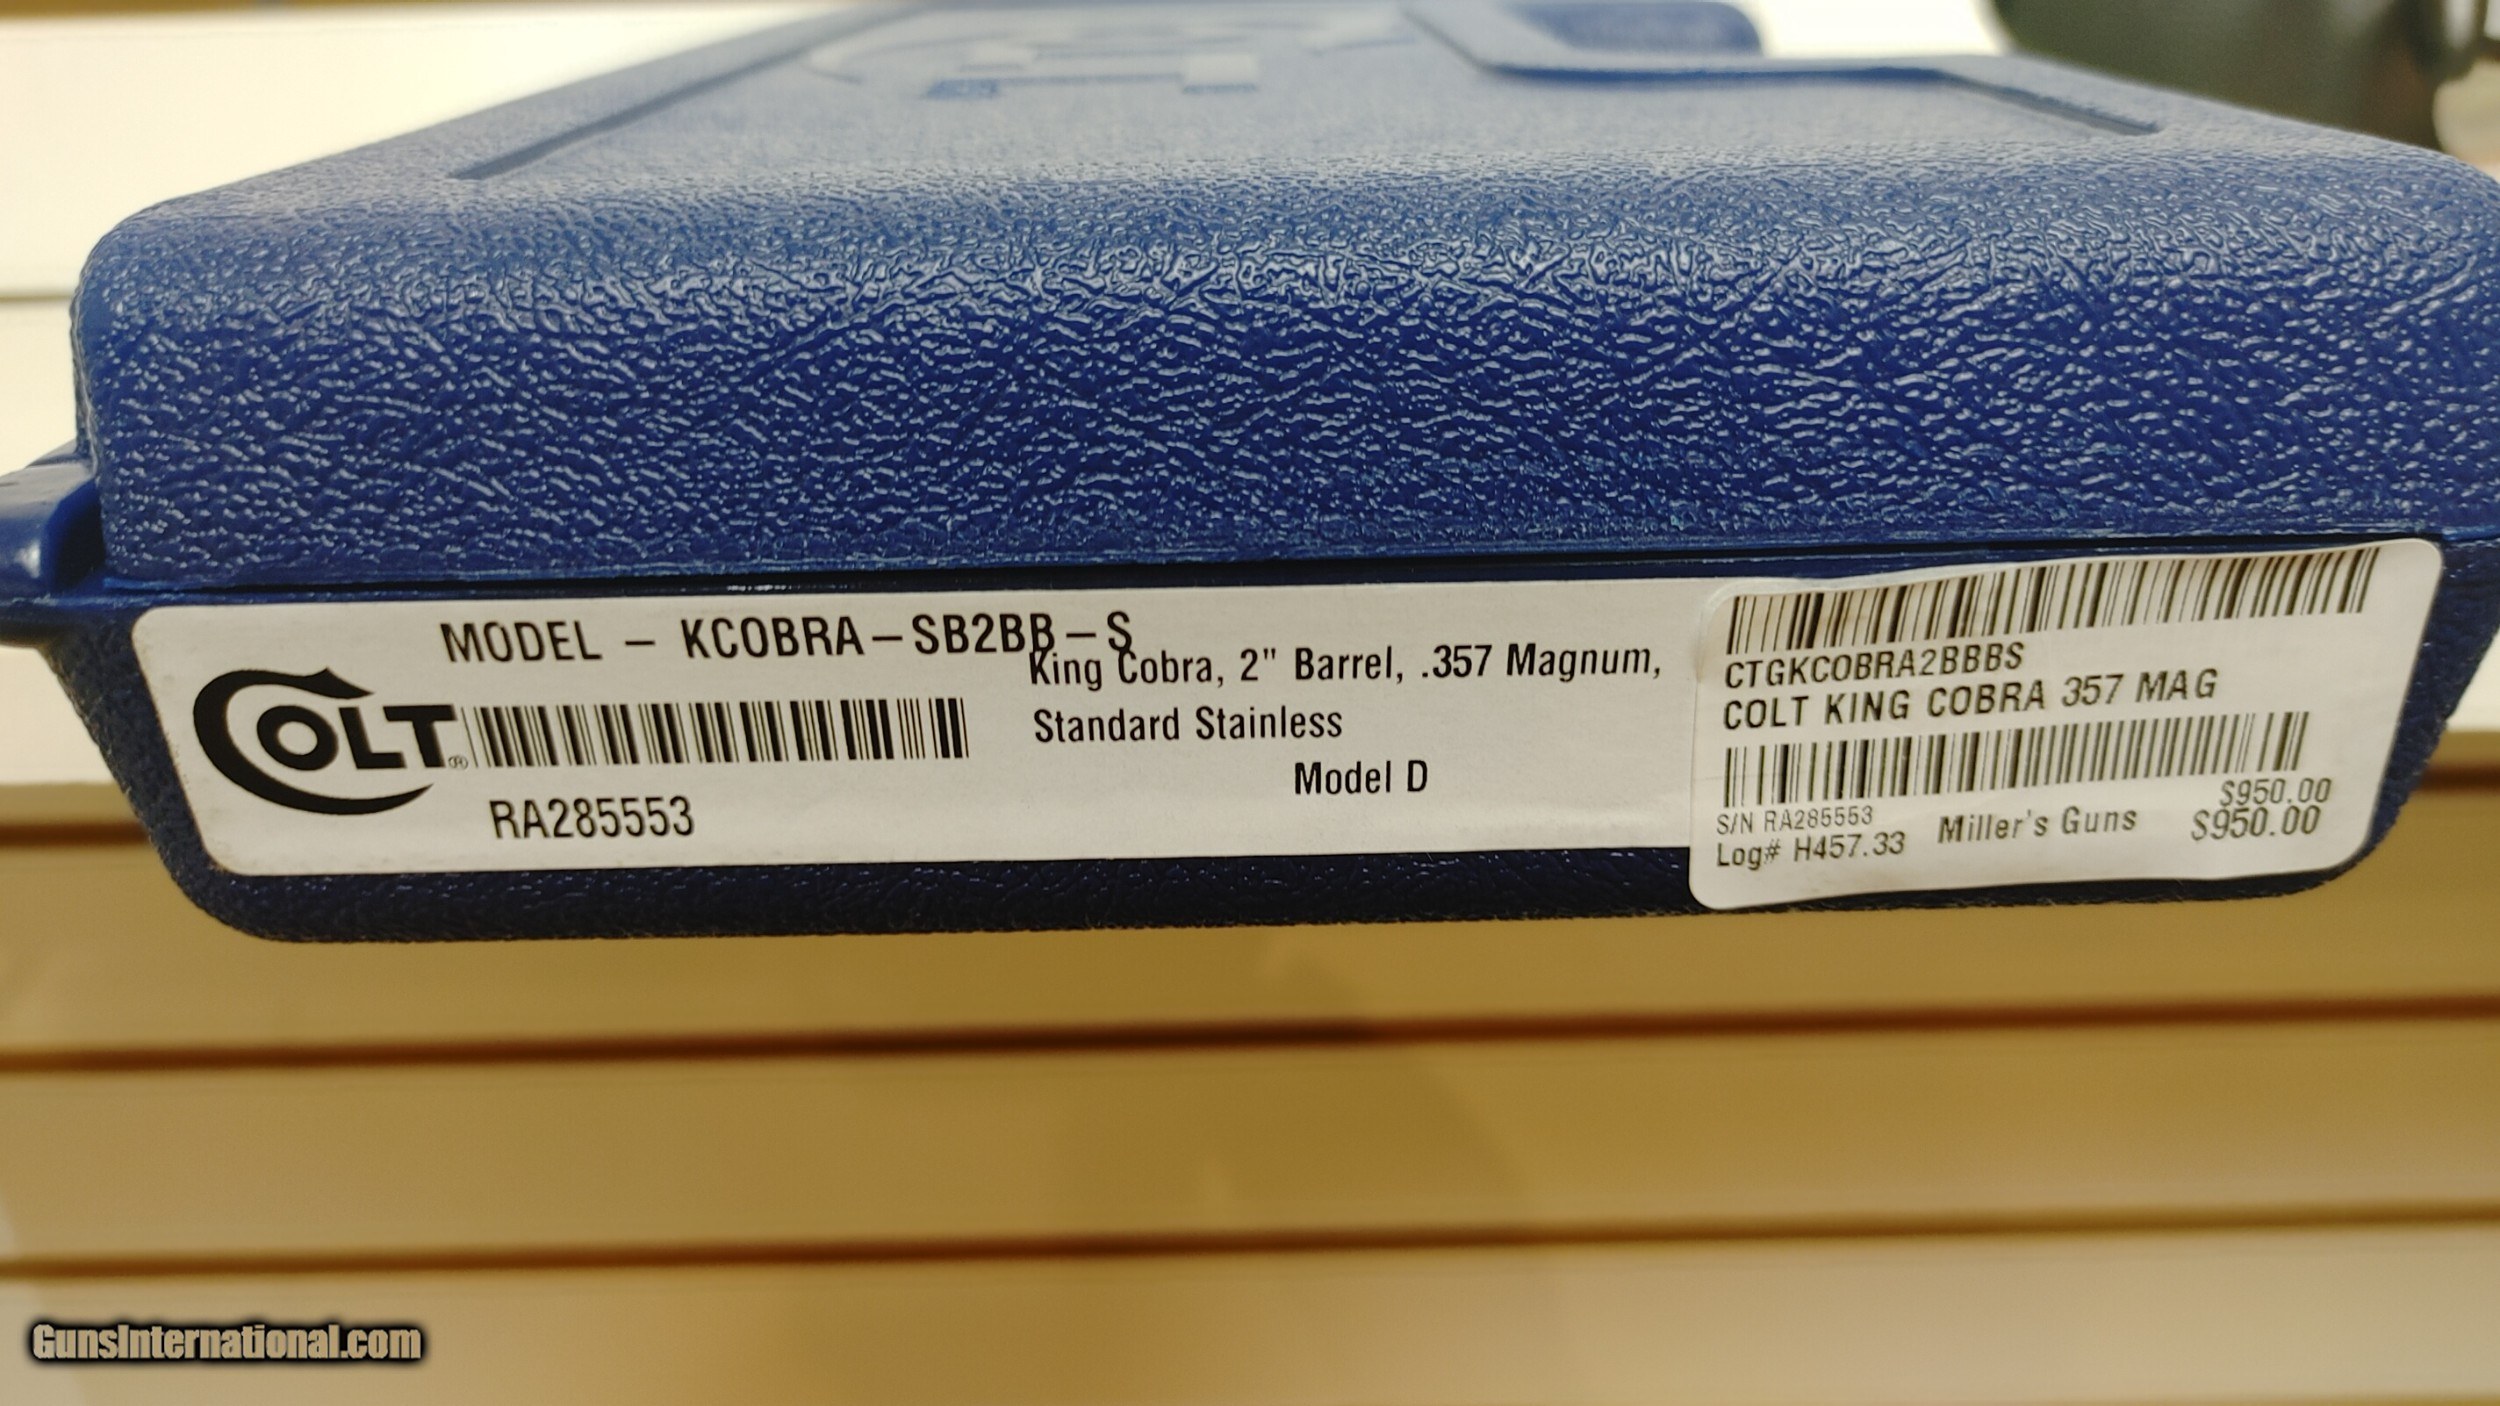 MODEL - KCOBRA-SB2BB-S
King Cobra, 2" Barrel, .357 Magnum,
Standard Stainless
Model D
COLT®
RA285553
CTGKCOBRA2BBBS
COLT KING COBRA 357 MAG
$950.00
S/N RA285553
Log# H457.33
Miller's Guns
$950.00
GunsInternational.com